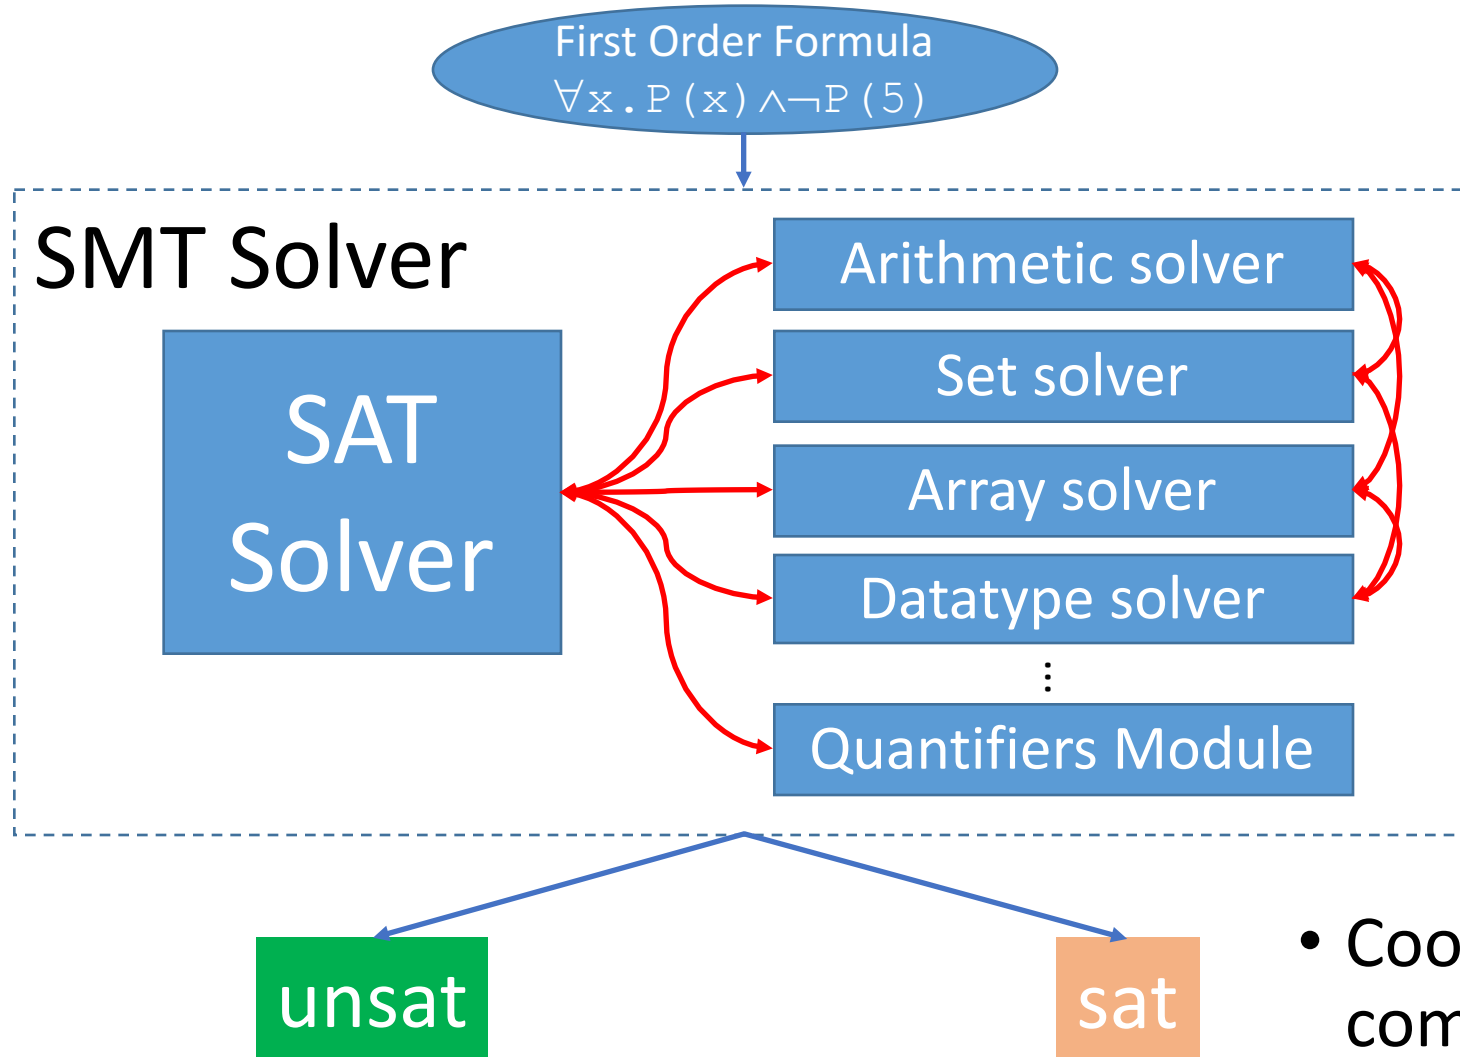 First Order Formula
∀x.P(x)∧¬P(5)
SMT Solver
SAT
Solver
Arithmetic solver
Set solver
Array solver
Datatype solver
⋮
Quantifiers Module
unsat
sat